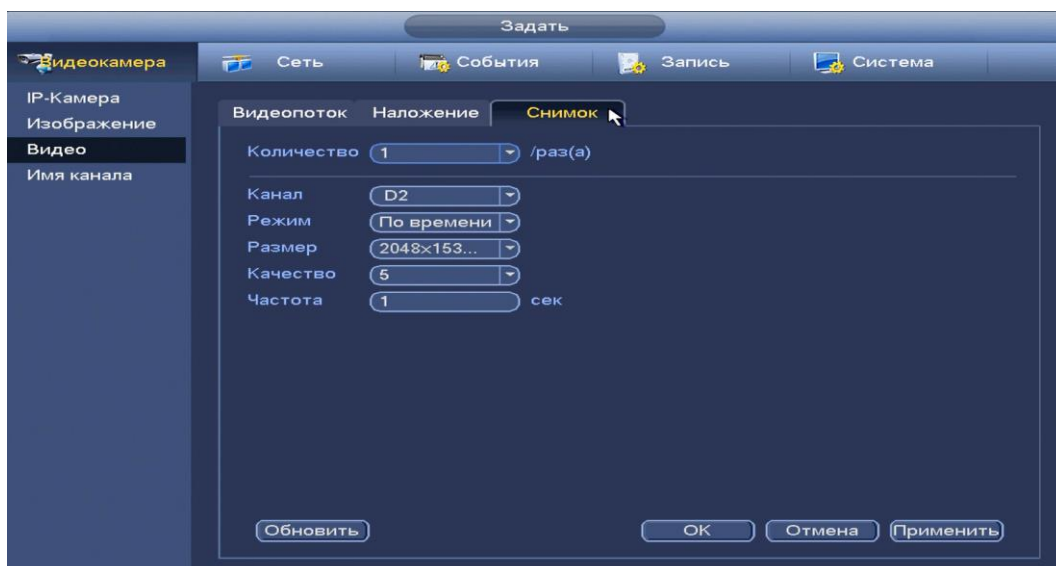 Задать
Видеокамера Сеть События Запись Система
IP-Камера
Изображение
Видео
Имя канала
Видеопоток Наложение Снимок
Количество 1 /раз(а)
Канал D2
Режим По времени
Размер 2048x153...
Качество 5
Частота 1 сек
Обновить OK Отмена Применить